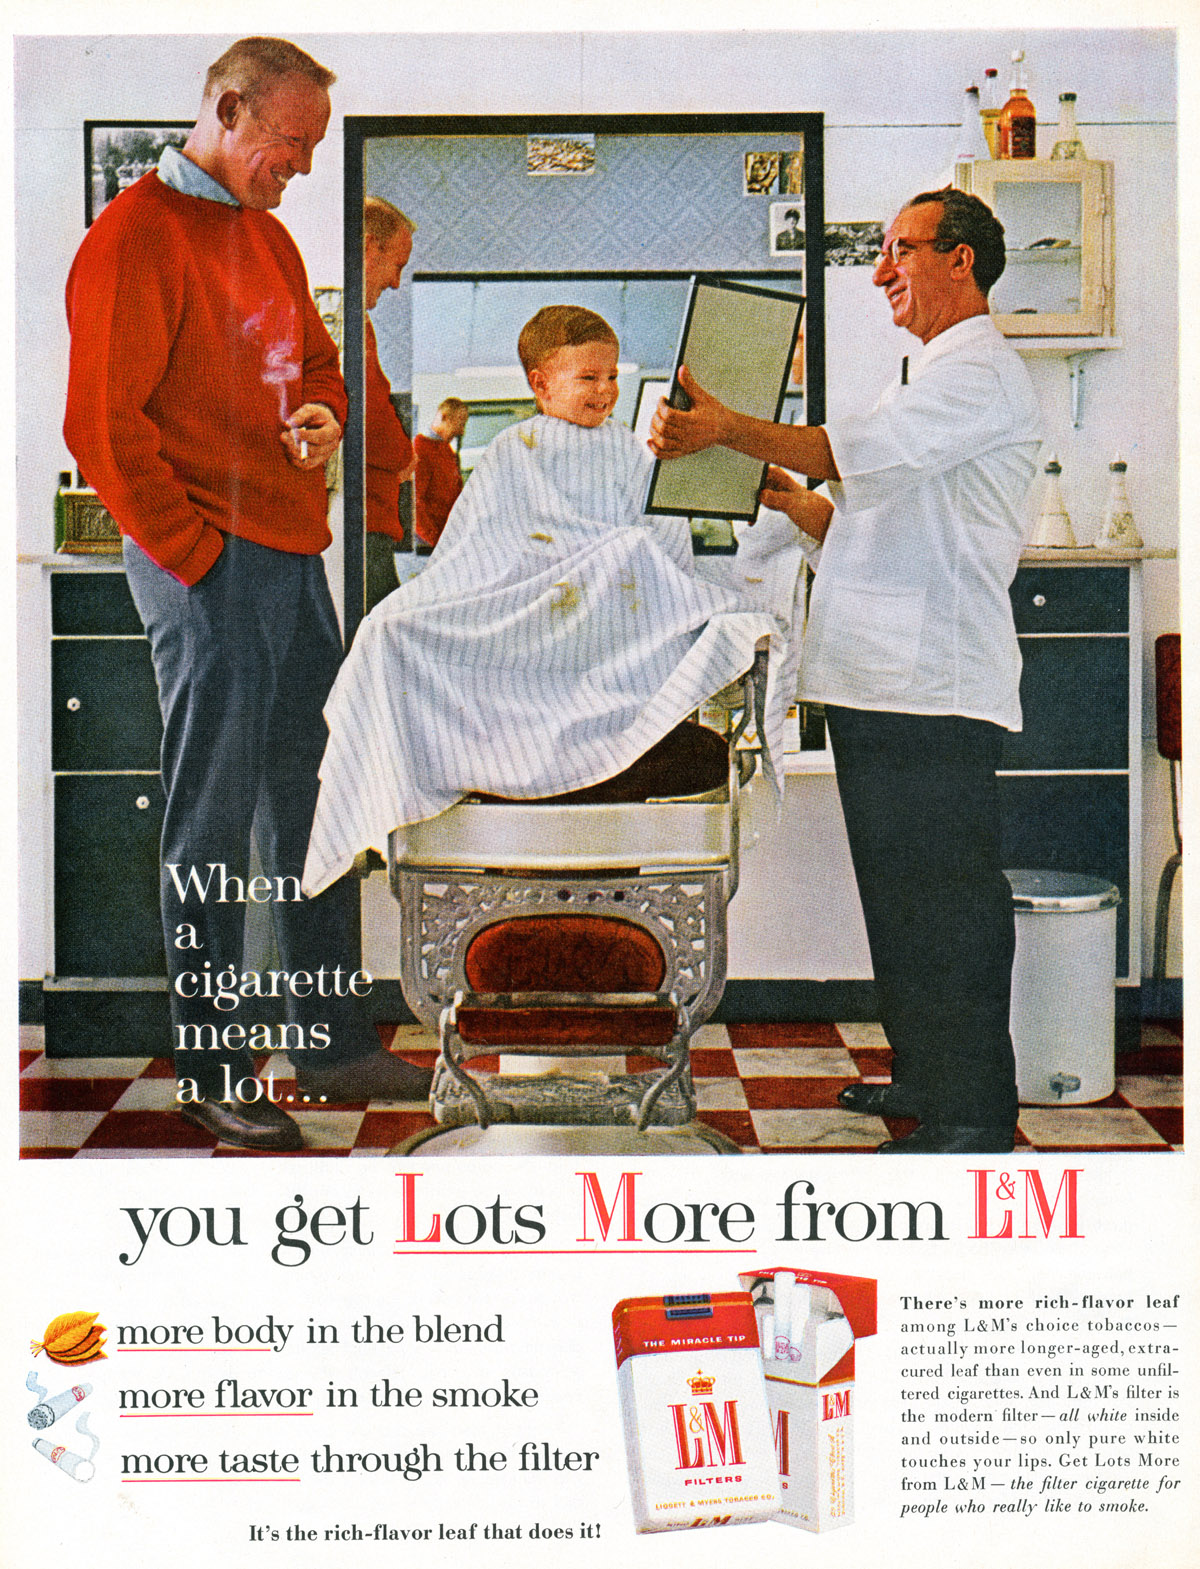 When
a
cigarette
means
a lot...
you get Lots More from L&M
more body in the blend
more flavor in the smoke
more taste through the filter
It's the rich-flavor leaf that does it!
THE MIRACLE TIP
L&M
FILTERS
LIGGETT & MYERS TOBACCO CO.
L&M
L&M
There's more rich-flavor leaf
among L&M's choice tobaccos—
actually more longer-aged, extra-
cured leaf than even in some unfil-
tered cigarettes. And L&M's filter is
the modern filter—all white inside
and outside—so only pure white
touches your lips. Get Lots More
from L&M—the filter cigarette for
people who really like to smoke.